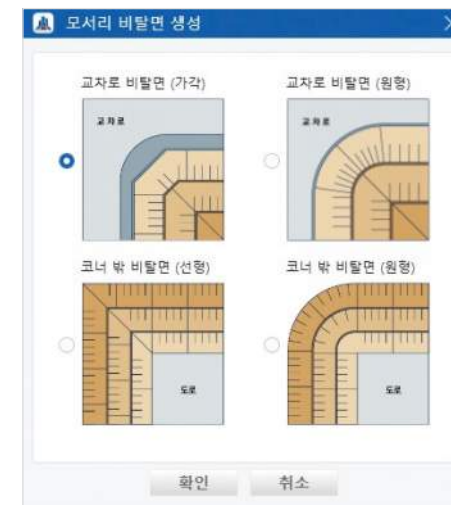 모서리 비탈면 생성
교차로 비탈면 (가각)
교차로 비탈면 (원형)
교차로
교차로
코너 밖 비탈면 (선형)
코너 밖 비탈면 (원형)
도로
도로
확인
취소